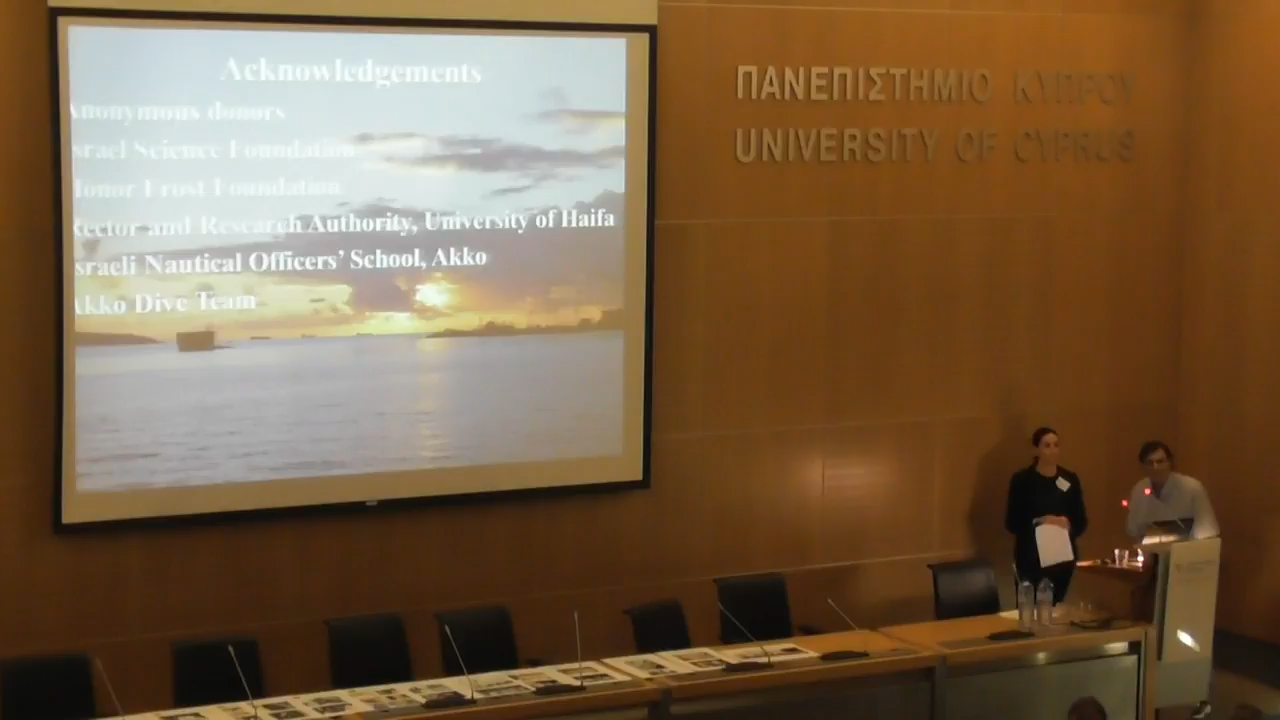 Acknowledgements
Anonymous donors
Israel Science Foundation
Honor Frost Foundation
Rector and Research Authority, University of Haifa
Israeli Nautical Officers' School, Akko
Akko Dive Team
ΠΑΝΕΠΙΣΤΗΜΙΟ ΚΥΠΡΟΥ
UNIVERSITY OF CYPRUS